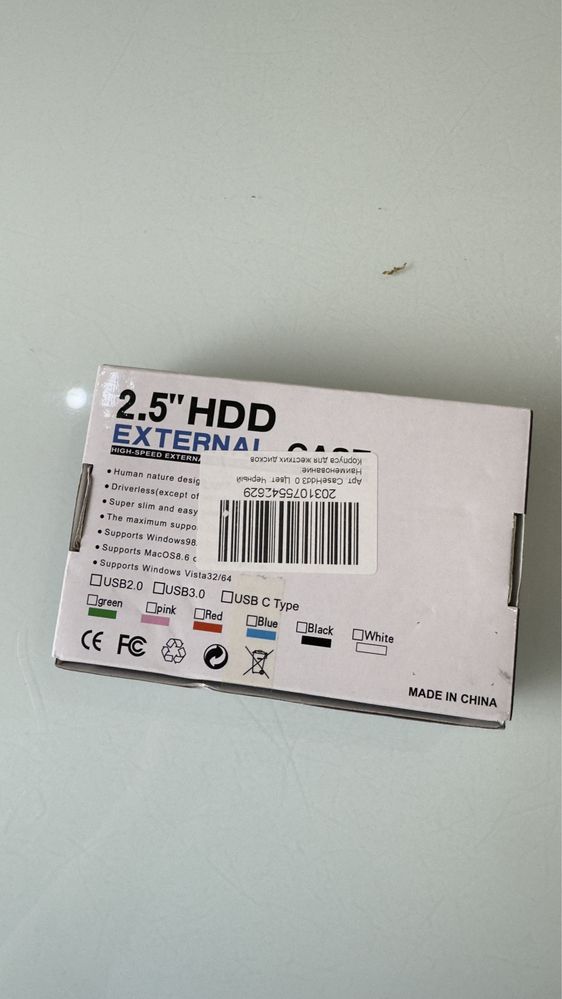 2.5" HDD
EXTERNAL CASE
HIGH-SPEED EXTERNA
• Human nature desig
• Driverless(except of
• Super slim and easy
• The maximum suppo
• Supports Windows98
• Supports MacOS8.6 o
• Supports Windows Vista32/64
2031075542629
Арт. CaseHdd3.0 Цвет: Черный
Наименование:
Корпуса для жестких дисков
USB2.0 USB3.0 USB C Type
green pink Red Blue Black White
CE FC
MADE IN CHINA